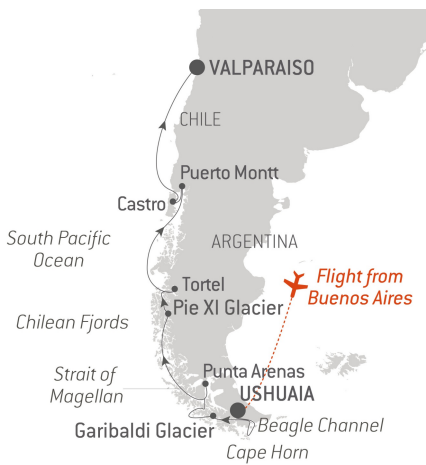 VALPARAISO
CHILE
Puerto Montt
Castro
South Pacific
Ocean
ARGENTINA
Flight from
Buenos Aires
Tortel
Pie XI Glacier
Chilean Fjords
Strait of
Magellan
Punta Arenas
USHUAIA
Garibaldi Glacier
Beagle Channel
Cape Horn